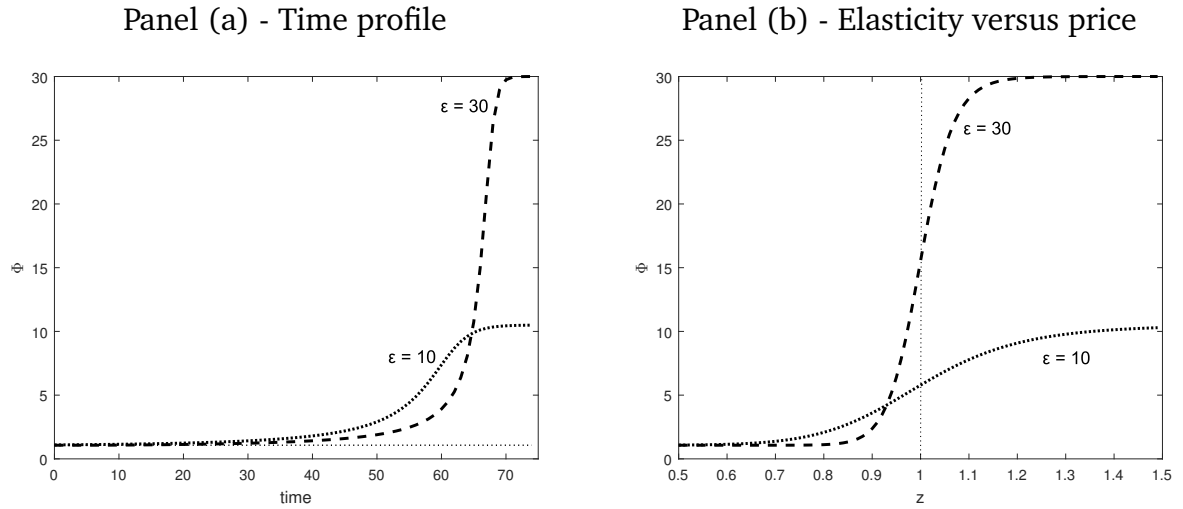 Panel (a) - Time profile
30
25
20
15
10
5
0
Φ
ε = 30
ε = 10
0 10 20 30 40 50 60 70
time
Panel (b) - Elasticity versus price
30
25
20
15
10
5
0
Φ
ε = 30
ε = 10
0.5 0.6 0.7 0.8 0.9 1 1.1 1.2 1.3 1.4 1.5
z